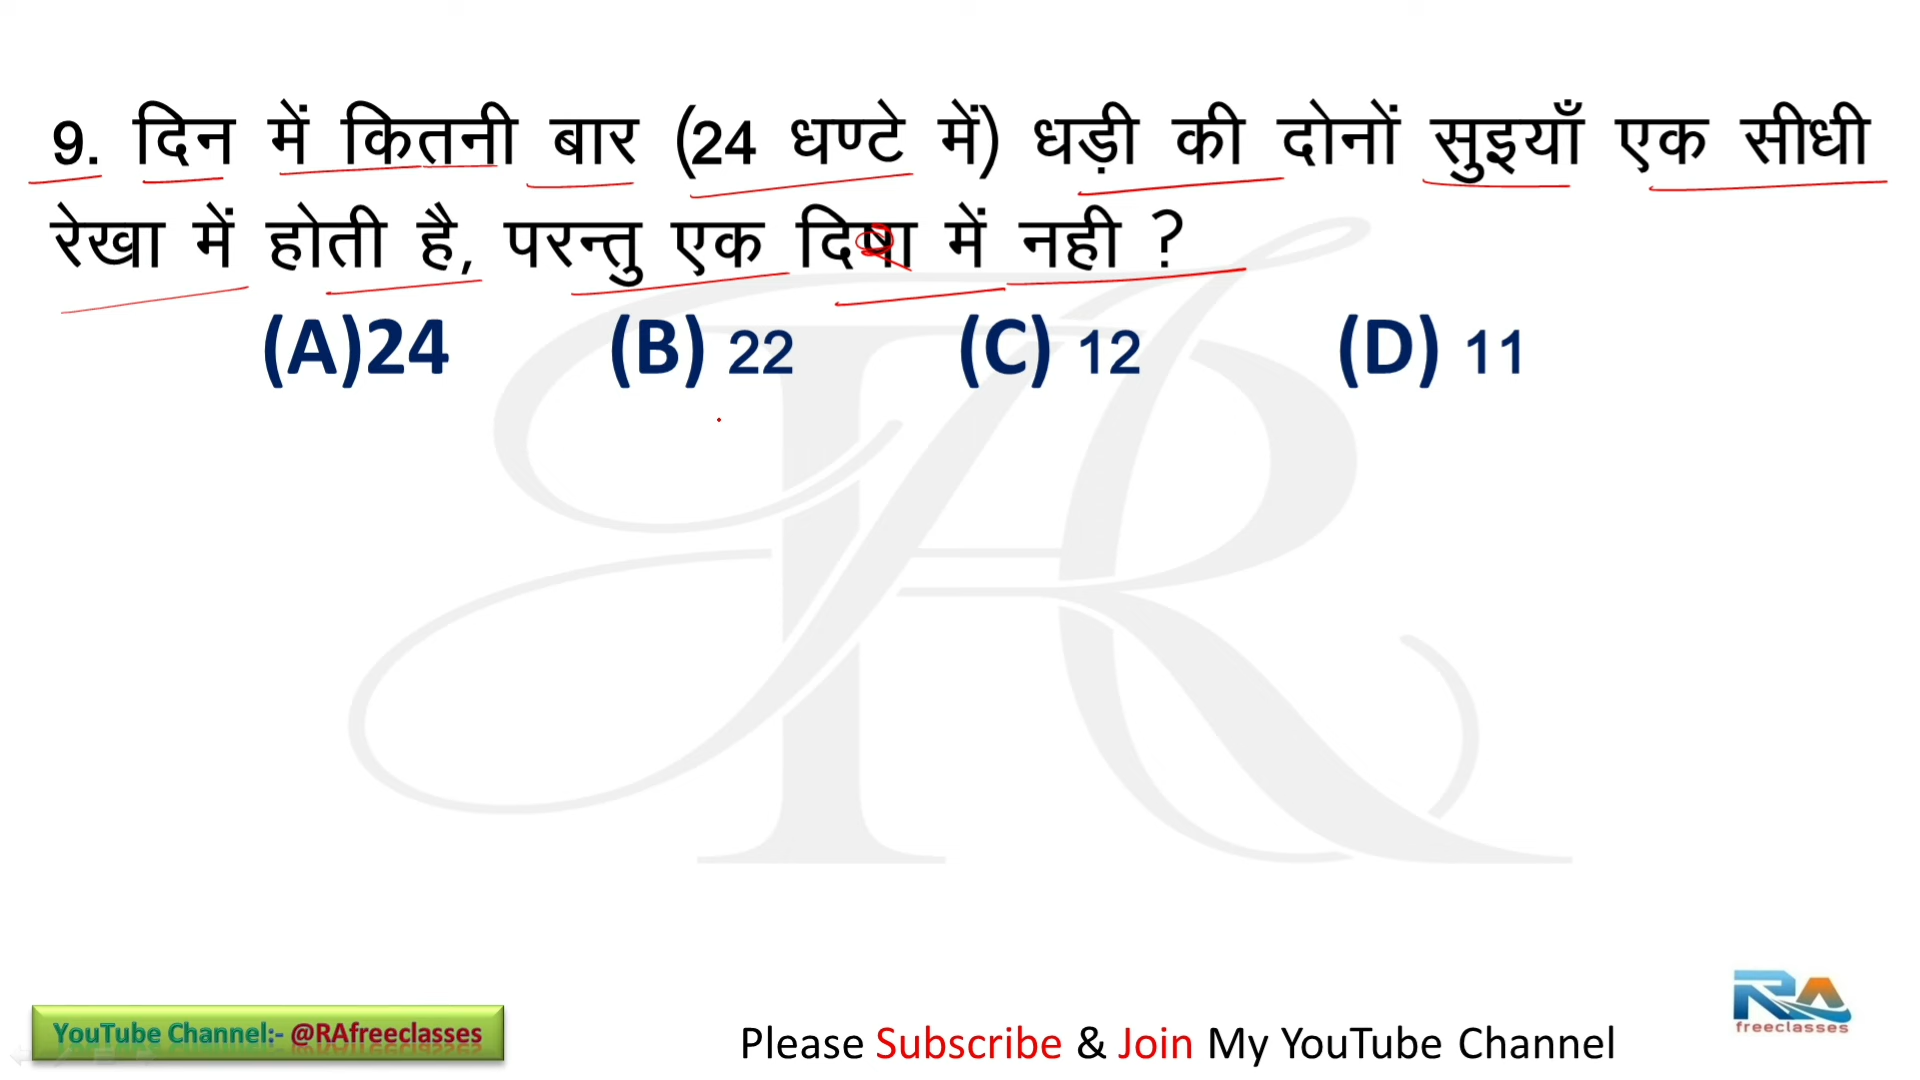 9. दिन में कितनी बार (24 धण्टे में) धड़ी की दोनों सुइयाँ एक सीधी
रेखा में होती है, परन्तु एक दिषा में नही ?
(A)24 (B) 22 (C) 12 (D) 11
YouTube Channel:- @RAfreeclasses
Please Subscribe & Join My YouTube Channel
RA
freeclasses